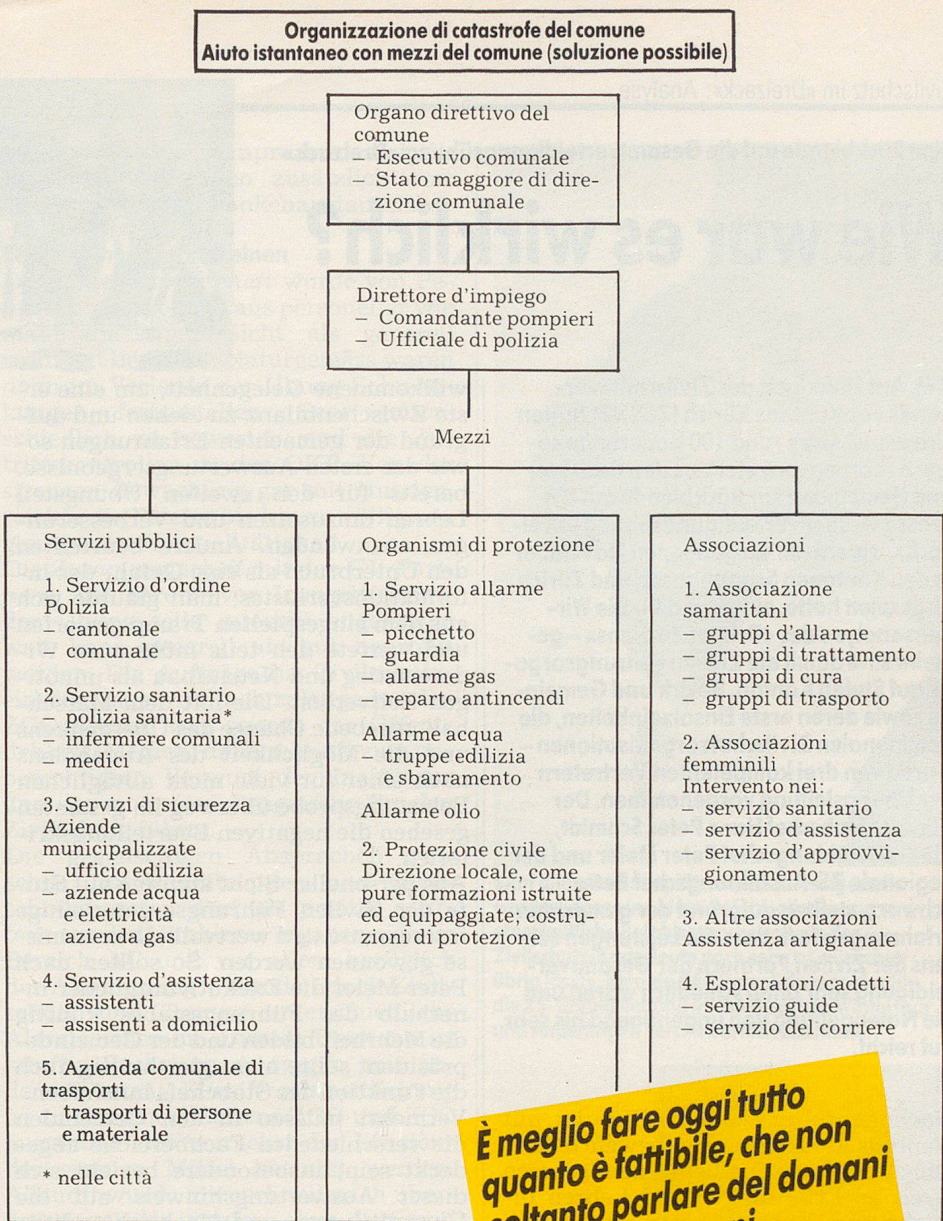 Organizzazione di catastrofe del comune
Aiuto istantaneo con mezzi del comune (soluzione possibile)
Organo direttivo del
comune
– Esecutivo comunale
– Stato maggiore di dire-
zione comunale
Direttore d'impiego
– Comandante pompieri
– Ufficiale di polizia
Mezzi
Servizi pubblici
1. Servizio d'ordine
Polizia
– cantonale
– comunale
2. Servizio sanitario
– polizia sanitaria*
– infermiere comunali
– medici
3. Servizi di sicurezza
Aziende
municipalizzate
– ufficio edilizia
– aziende acqua
e elettricità
– azienda gas
4. Servizio d'asistenza
– assistenti
– assisenti a domicilio
5. Azienda comunale di
trasporti
– trasporti di persone
e materiale
* nelle città
Organismi di protezione
1. Servizio allarme
Pompieri
– picchetto
– guardia
– allarme gas
– reparto antincendi
Allarme acqua
– truppe edilizia
e sbarramento
Allarme olio
2. Protezione civile
Direzione locale, come
pure formazioni istruite
ed equipaggiate; costru-
zioni di protezione
Associazioni
1. Associazione
samaritani
– gruppi d'allarme
– gruppi di trattamento
– gruppi di cura
– gruppi di trasporto
2. Associazioni
femminili
Intervento nei:
– servizio sanitario
– servizio d'assistenza
– servizio d'approvvi-
gionamento
3. Altre associazioni
Assistenza artigianale
4. Esploratori/cadetti
– servizio guide
– servizio del corriere
È meglio fare oggi tutto
quanto è fattibile, che non
soltanto parlare del domani